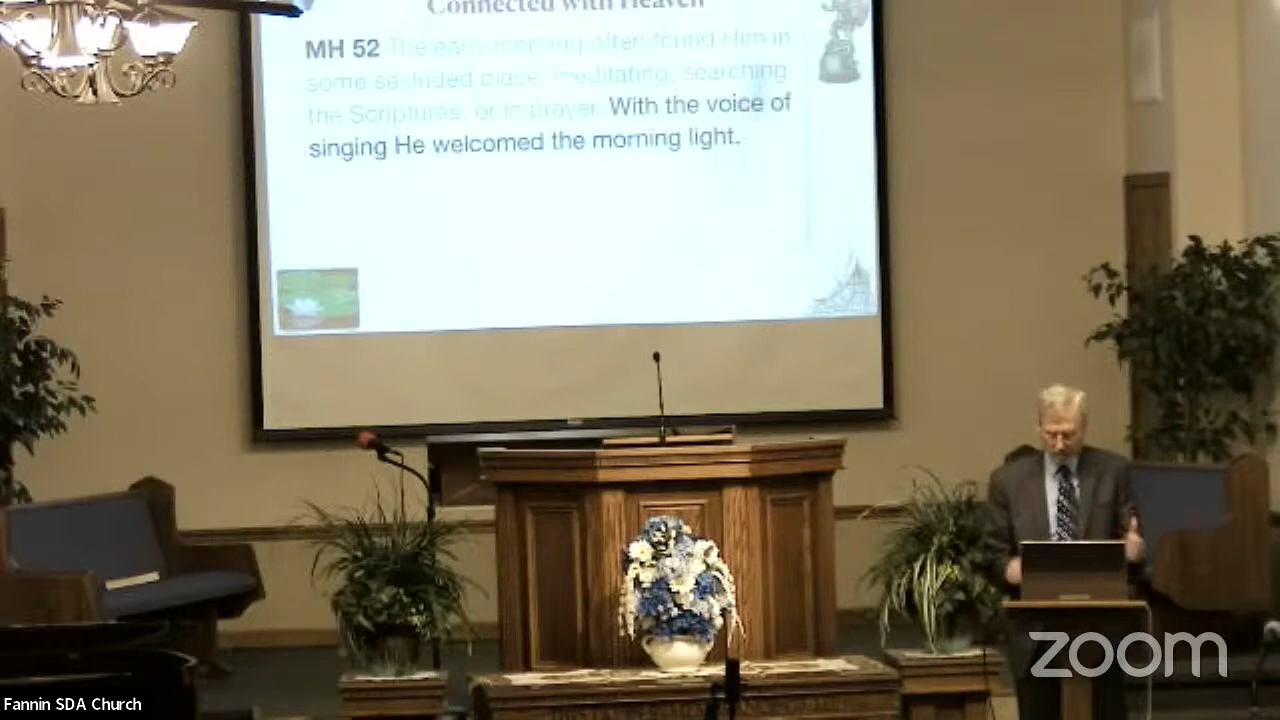 Connected with Heaven
MH 52 The early morning often found Him in
some secluded place, meditating, searching
the Scriptures, or in prayer. With the voice of
singing He welcomed the morning light.
zoom
Fannin SDA Church